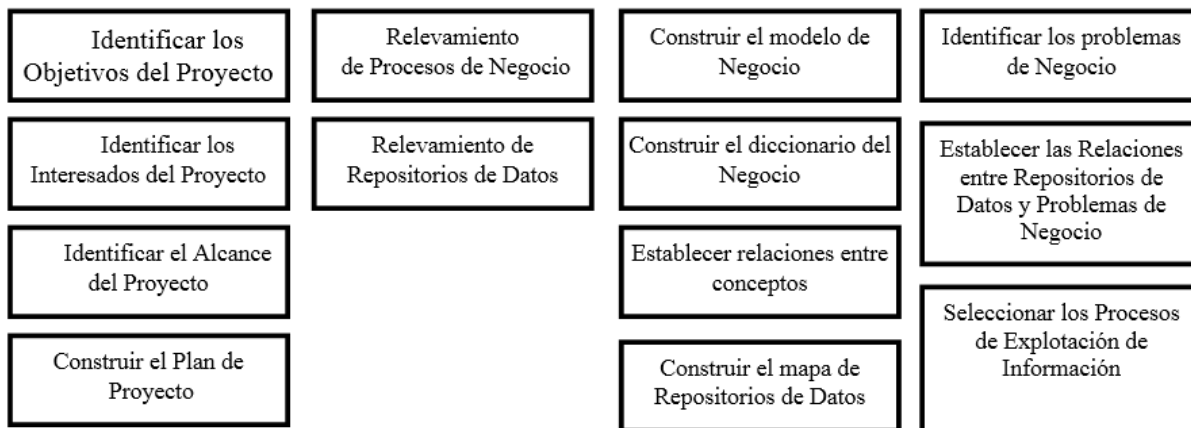 Identificar los
Objetivos del Proyecto
Identificar los
Interesados del Proyecto
Identificar el Alcance
del Proyecto
Construir el Plan de
Proyecto
Relevamiento
de Procesos de Negocio
Relevamiento de
Repositorios de Datos
Construir el modelo de
Negocio
Construir el diccionario del
Negocio
Establecer relaciones entre
conceptos
Construir el mapa de
Repositorios de Datos
Identificar los problemas
de Negocio
Establecer las Relaciones
entre Repositorios de
Datos y Problemas de
Negocio
Seleccionar los Procesos
de Explotación de
Información